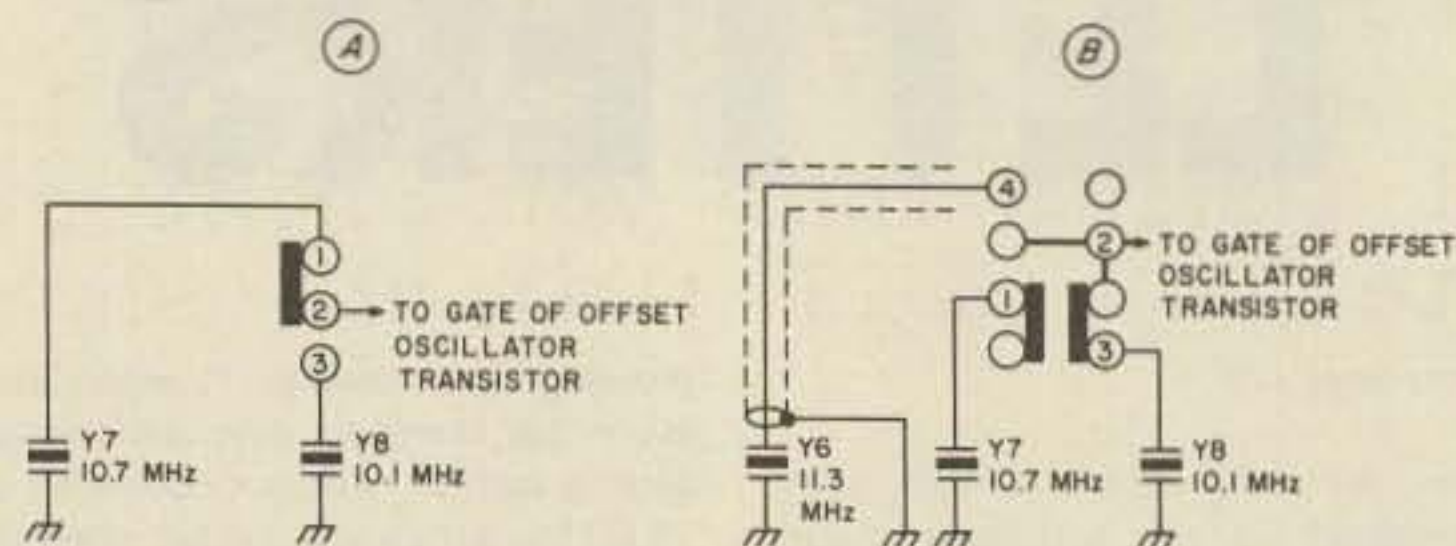 A
1
2
TO GATE OF OFFSET
OSCILLATOR
TRANSISTOR
3
Y7
10.7 MHz
Y8
10.1 MHz
B
4
2
TO GATE OF OFFSET
OSCILLATOR
TRANSISTOR
1
3
Y6
11.3
MHz
Y7
10.7 MHz
Y8
10.1 MHz